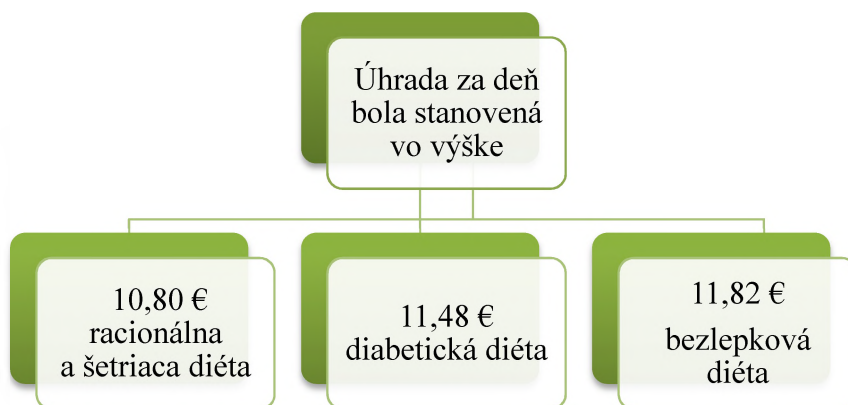 Úhrada za deň
bola stanovená
vo výške
10,80 €
racionálna
a šetriaca diéta
11,48 €
diabetická diéta
11,82 €
bezlepková
diéta